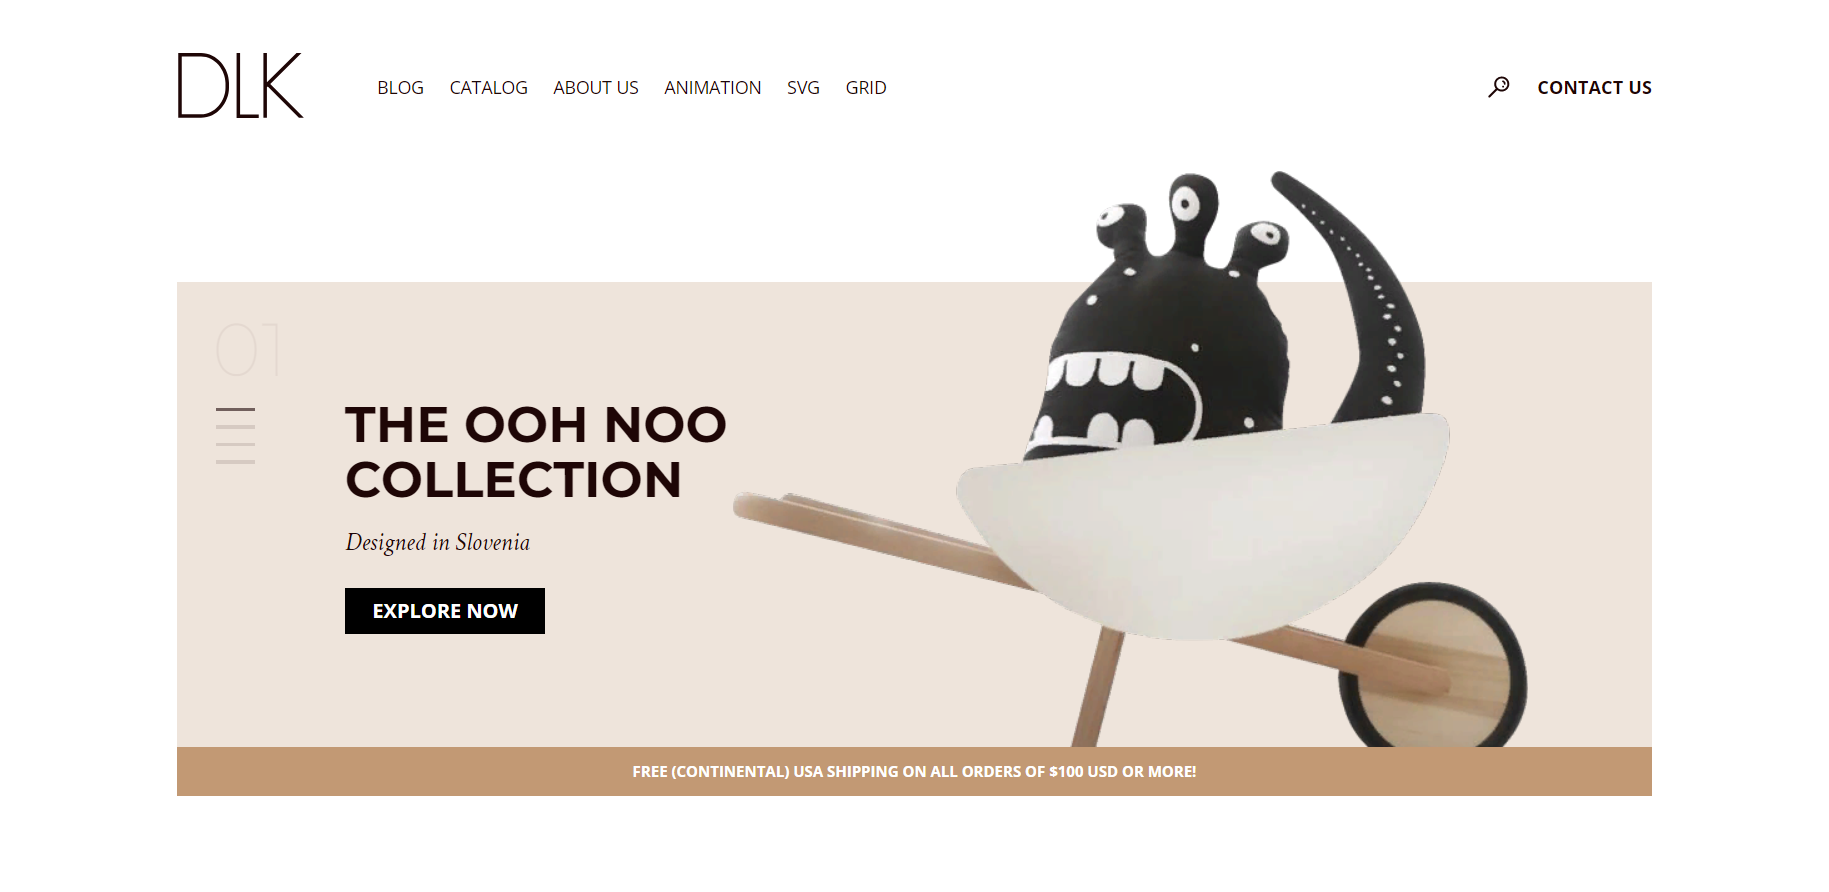 DLK
BLOG CATALOG ABOUT US ANIMATION SVG GRID
CONTACT US
01
THE OOH NOO
COLLECTION
Designed in Slovenia
EXPLORE NOW
FREE (CONTINENTAL) USA SHIPPING ON ALL ORDERS OF $100 USD OR MORE!